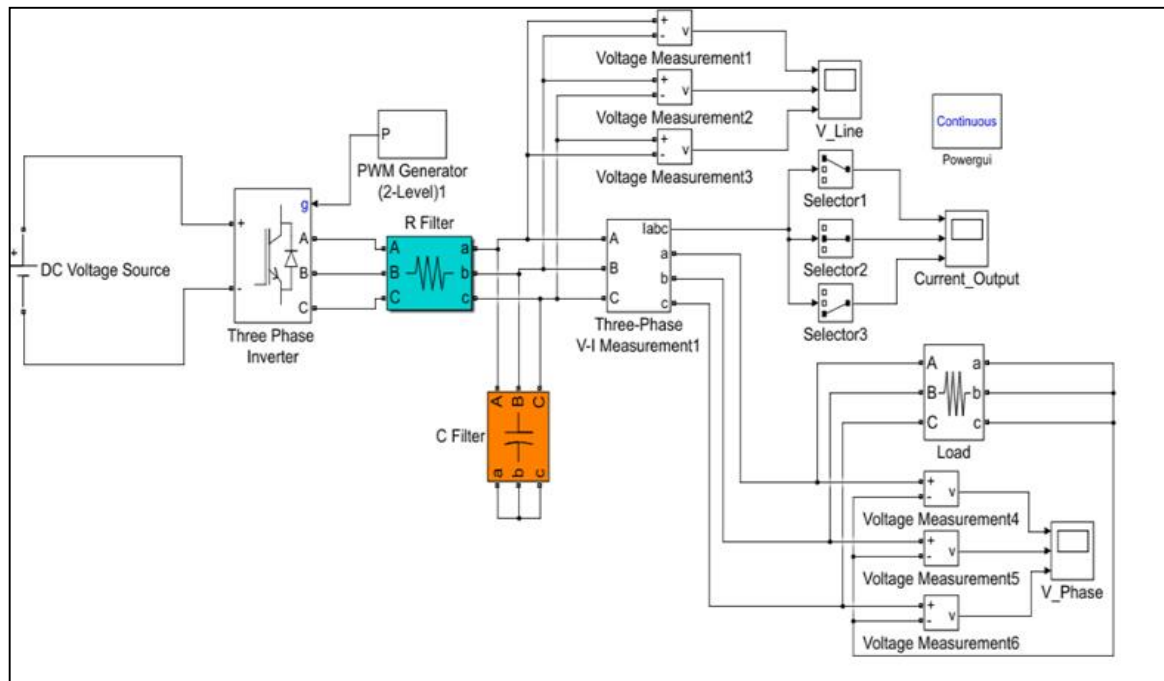 +
-
v
Voltage Measurement1
+
-
v
Voltage Measurement2
+
-
v
Voltage Measurement3
V_Line
Continuous
Powergui
P
PWM Generator
(2-Level)1
+
DC Voltage Source
+
-
g
A
B
C
Three Phase
Inverter
R Filter
A
B
C
a
b
c
A
B
C
a
b
c
C Filter
A
B
C
Iabc
a
b
c
Three-Phase
V-I Measurement1
Selector1
Selector2
Selector3
Current_Output
A
B
C
a
b
c
Load
+
-
v
Voltage Measurement4
+
-
v
Voltage Measurement5
+
-
v
Voltage Measurement6
V_Phase